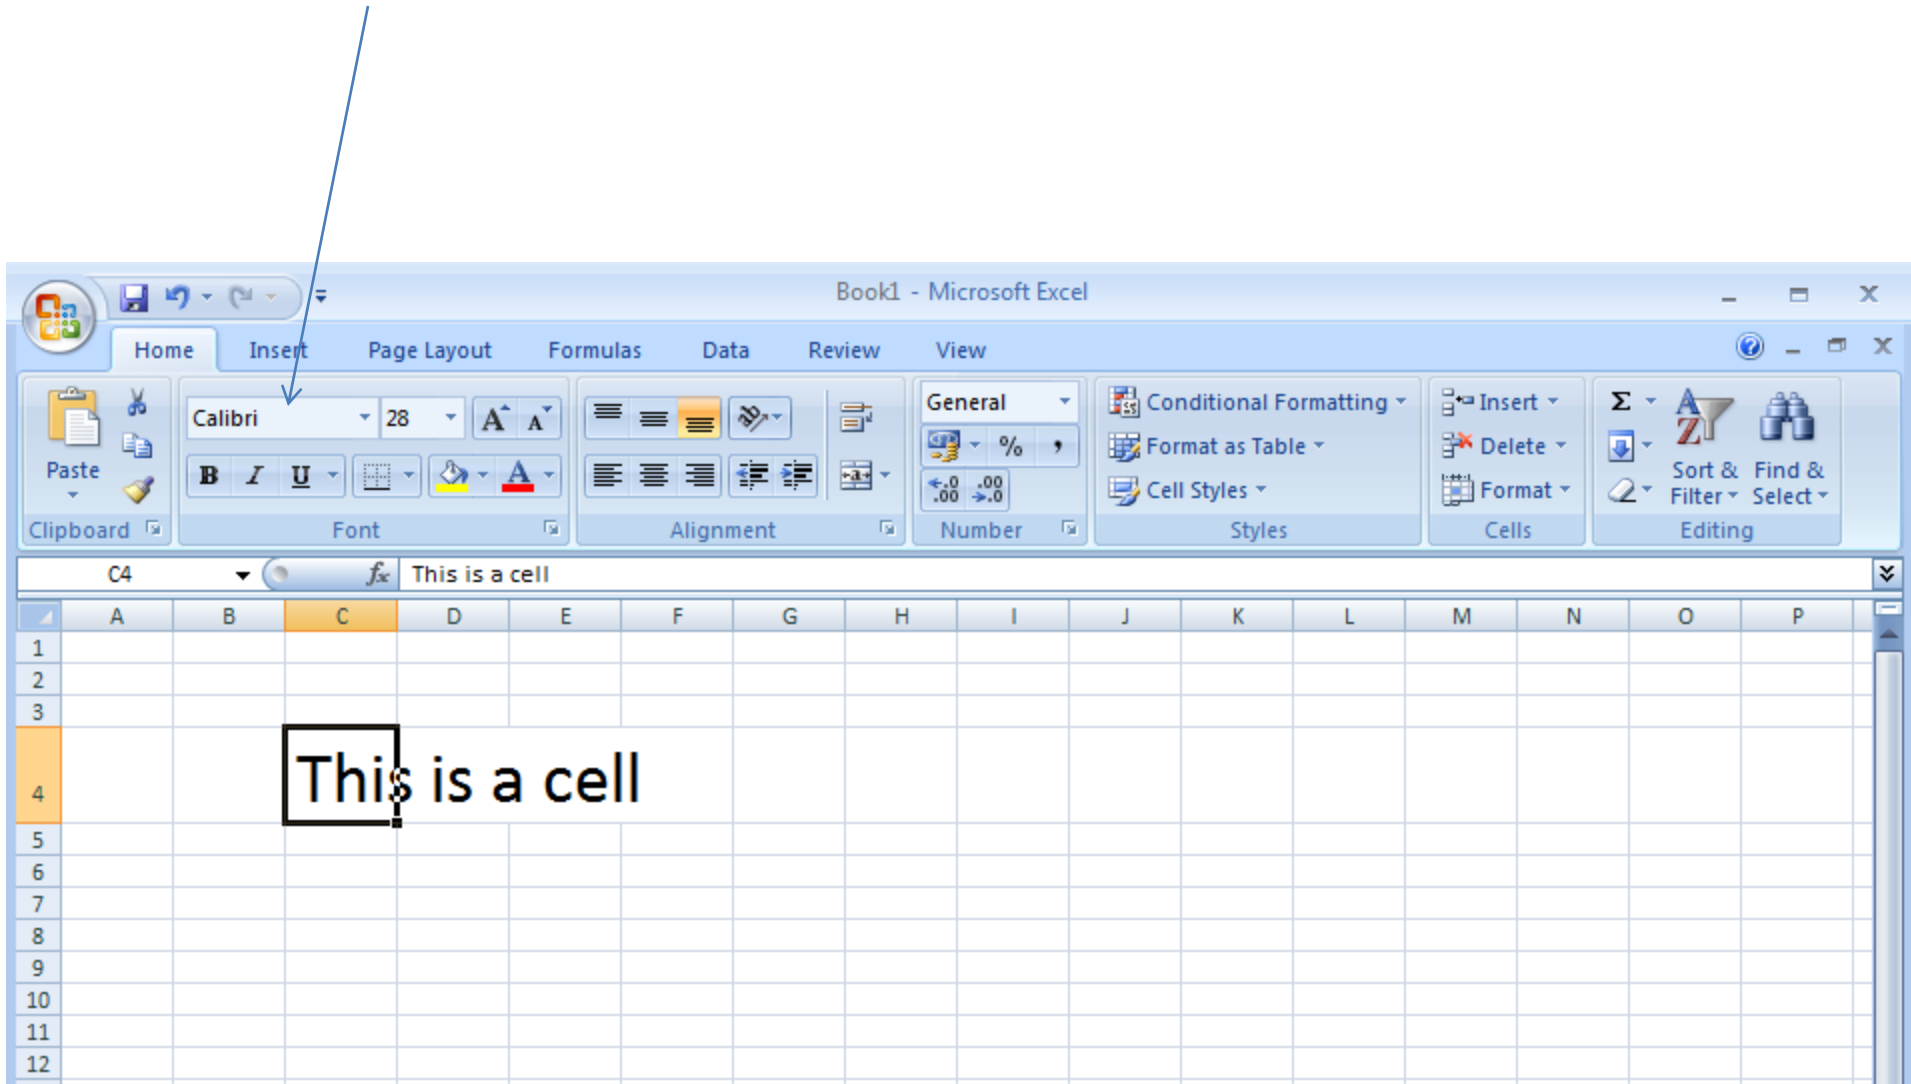 Book1 - Microsoft Excel
Home Insert Page Layout Formulas Data Review View
Calibri 28 General
Conditional Formatting Insert Σ
% , Format as Table Delete
Paste B I U A Cell Styles Format Sort & Filter Find & Select
Clipboard Font Alignment Number Styles Cells Editing
C4 fx This is a cell
A B C D E F G H I J K L M N O P
1
2
3
4 This is a cell
5
6
7
8
9
10
11
12